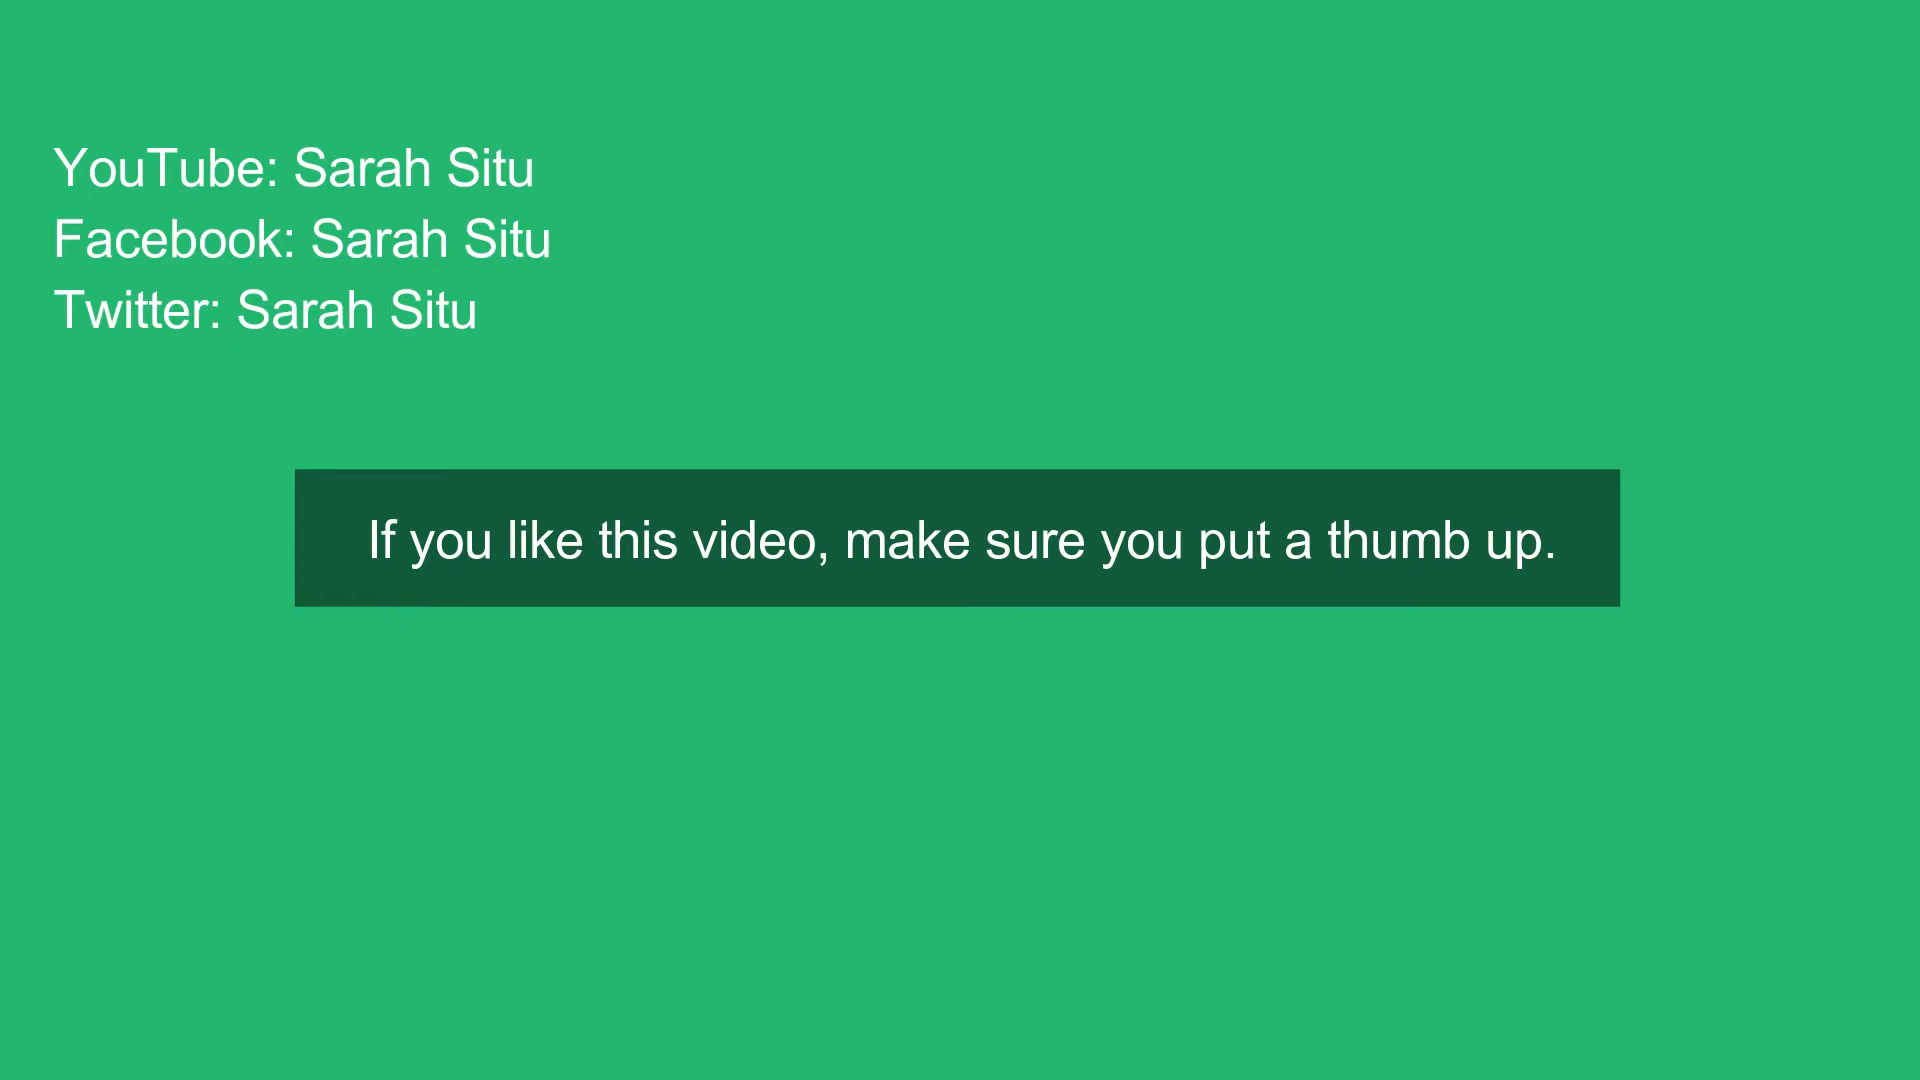 YouTube: Sarah Situ
Facebook: Sarah Situ
Twitter: Sarah Situ
If you like this video, make sure you put a thumb up.